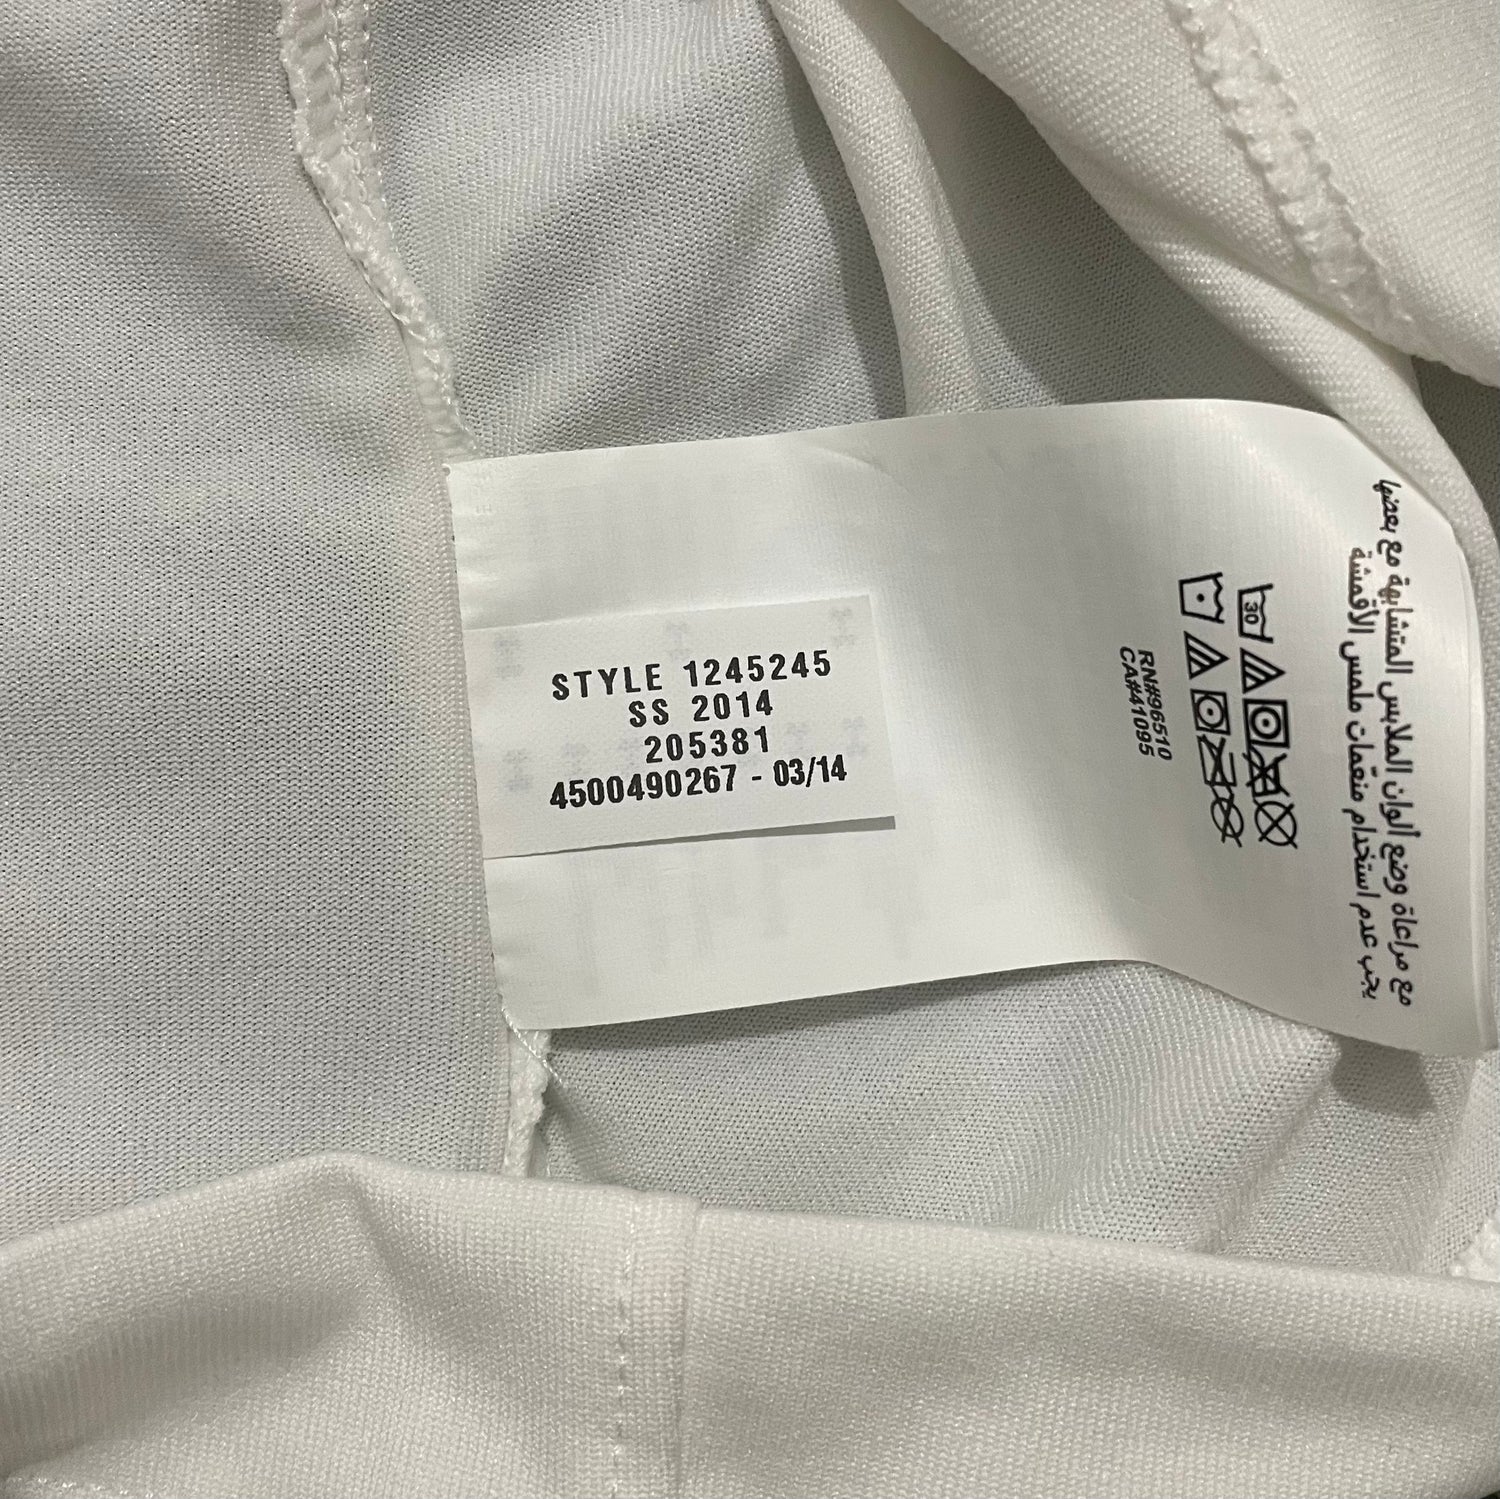 STYLE 1245245
SS 2014
205381
4500490267 - 03/14
RN#96510
CA#41095
30
مع مراعاة وضع ألوان الملابس المتشابهة مع بعضها
يجب عدم استخدام منعمات ملمس الأقمشة